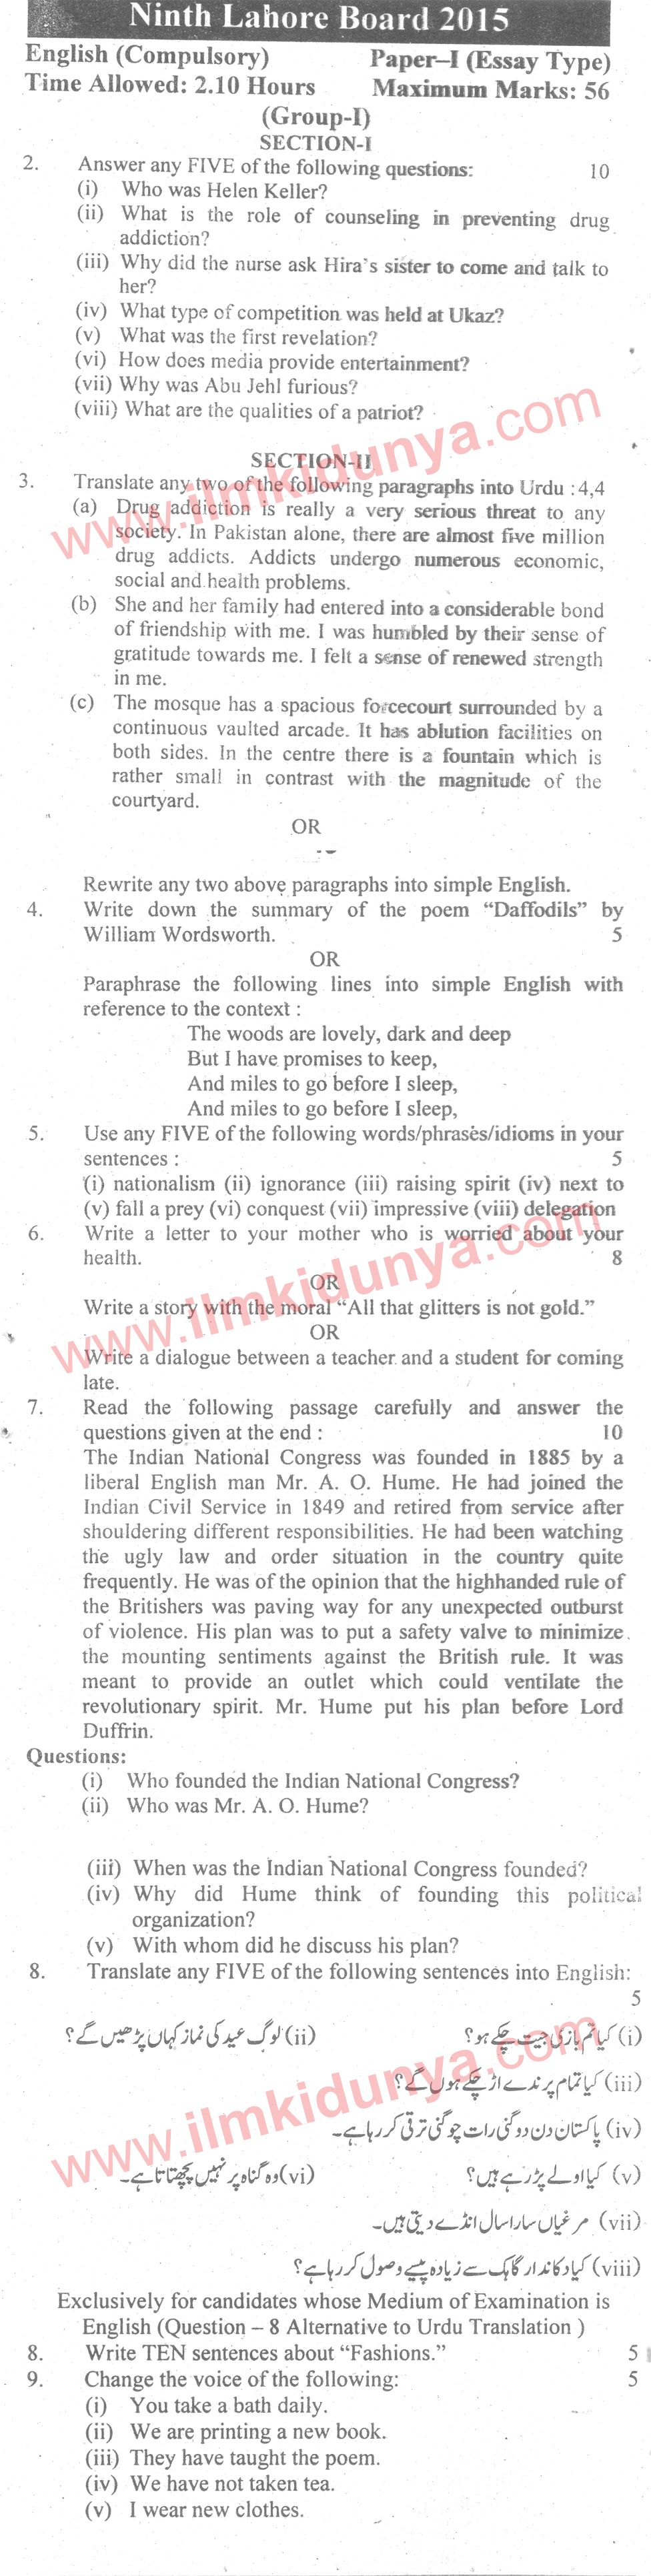 Ninth Lahore Board 2015
English (Compulsory) Paper–I (Essay Type)
Time Allowed: 2.10 Hours Maximum Marks: 56
(Group-I)
SECTION-I
2. Answer any FIVE of the following questions: 10
(i) Who was Helen Keller?
(ii) What is the role of counseling in preventing drug
addiction?
(iii) Why did the nurse ask Hira's sister to come and talk to
her?
(iv) What type of competition was held at Ukaz?
(v) What was the first revelation?
(vi) How does media provide entertainment?
(vii) Why was Abu Jehl furious?
(viii) What are the qualities of a patriot?
www.ilmkidunya.com
SECTION-II
3. Translate any two of the following paragraphs into Urdu : 4,4
(a) Drug addiction is really a very serious threat to any
society. In Pakistan alone, there are almost five million
drug addicts. Addicts undergo numerous economic,
social and health problems.
(b) She and her family had entered into a considerable bond
of friendship with me. I was humbled by their sense of
gratitude towards me. I felt a sense of renewed strength
in me.
(c) The mosque has a spacious forcecourt surrounded by a
continuous vaulted arcade. It has ablution facilities on
both sides. In the centre there is a fountain which is
rather small in contrast with the magnitude of the
courtyard.
OR
Rewrite any two above paragraphs into simple English.
4. Write down the summary of the poem “Daffodils” by
William Wordsworth. 5
OR
Paraphrase the following lines into simple English with
reference to the context :
The woods are lovely, dark and deep
But I have promises to keep,
And miles to go before I sleep,
And miles to go before I sleep,
5. Use any FIVE of the following words/phrases/idioms in your
sentences : 5
(i) nationalism (ii) ignorance (iii) raising spirit (iv) next to
(v) fall a prey (vi) conquest (vii) impressive (viii) delegation
6. Write a letter to your mother who is worried about your
health. 8
OR
www.ilmkidunya.com
Write a story with the moral “All that glitters is not gold.”
OR
Write a dialogue between a teacher and a student for coming
late.
7. Read the following passage carefully and answer the
questions given at the end : 10
The Indian National Congress was founded in 1885 by a
liberal English man Mr. A. O. Hume. He had joined the
Indian Civil Service in 1849 and retired from service after
shouldering different responsibilities. He had been watching
the ugly law and order situation in the country quite
frequently. He was of the opinion that the highhanded rule of
the Britishers was paving way for any unexpected outburst
of violence. His plan was to put a safety valve to minimize
the mounting sentiments against the British rule. It was
meant to provide an outlet which could ventilate the
revolutionary spirit. Mr. Hume put his plan before Lord
Duffrin.
Questions:
(i) Who founded the Indian National Congress?
(ii) Who was Mr. A. O. Hume?
(iii) When was the Indian National Congress founded?
(iv) Why did Hume think of founding this political
organization?
(v) With whom did he discuss his plan?
8. Translate any FIVE of the following sentences into English:
5
(i) کیا تم بازی جیت چکے ہو؟ (ii) لوگ عید کی نماز کہاں پڑھیں گے؟
(iii) کیا تمام پرندے اڑ چکے ہوں گے؟
www.ilmkidunya.com
(iv) پاکستان دن دوگنی رات چوگنی ترقی کر رہا ہے۔
(v) کیا اولے پڑ رہے ہیں؟ (vi) وہ گناہ پر نہیں پچھتاتا ہے۔
(vii) مرغیاں سارا سال انڈے دیتی ہیں۔
(viii) کیا دکاندار گاہک سے زیادہ پیسے وصول کر رہا ہے؟
Exclusively for candidates whose Medium of Examination is
English (Question – 8 Alternative to Urdu Translation )
8. Write TEN sentences about “Fashions.” 5
9. Change the voice of the following: 5
(i) You take a bath daily.
(ii) We are printing a new book.
(iii) They have taught the poem.
(iv) We have not taken tea.
(v) I wear new clothes.